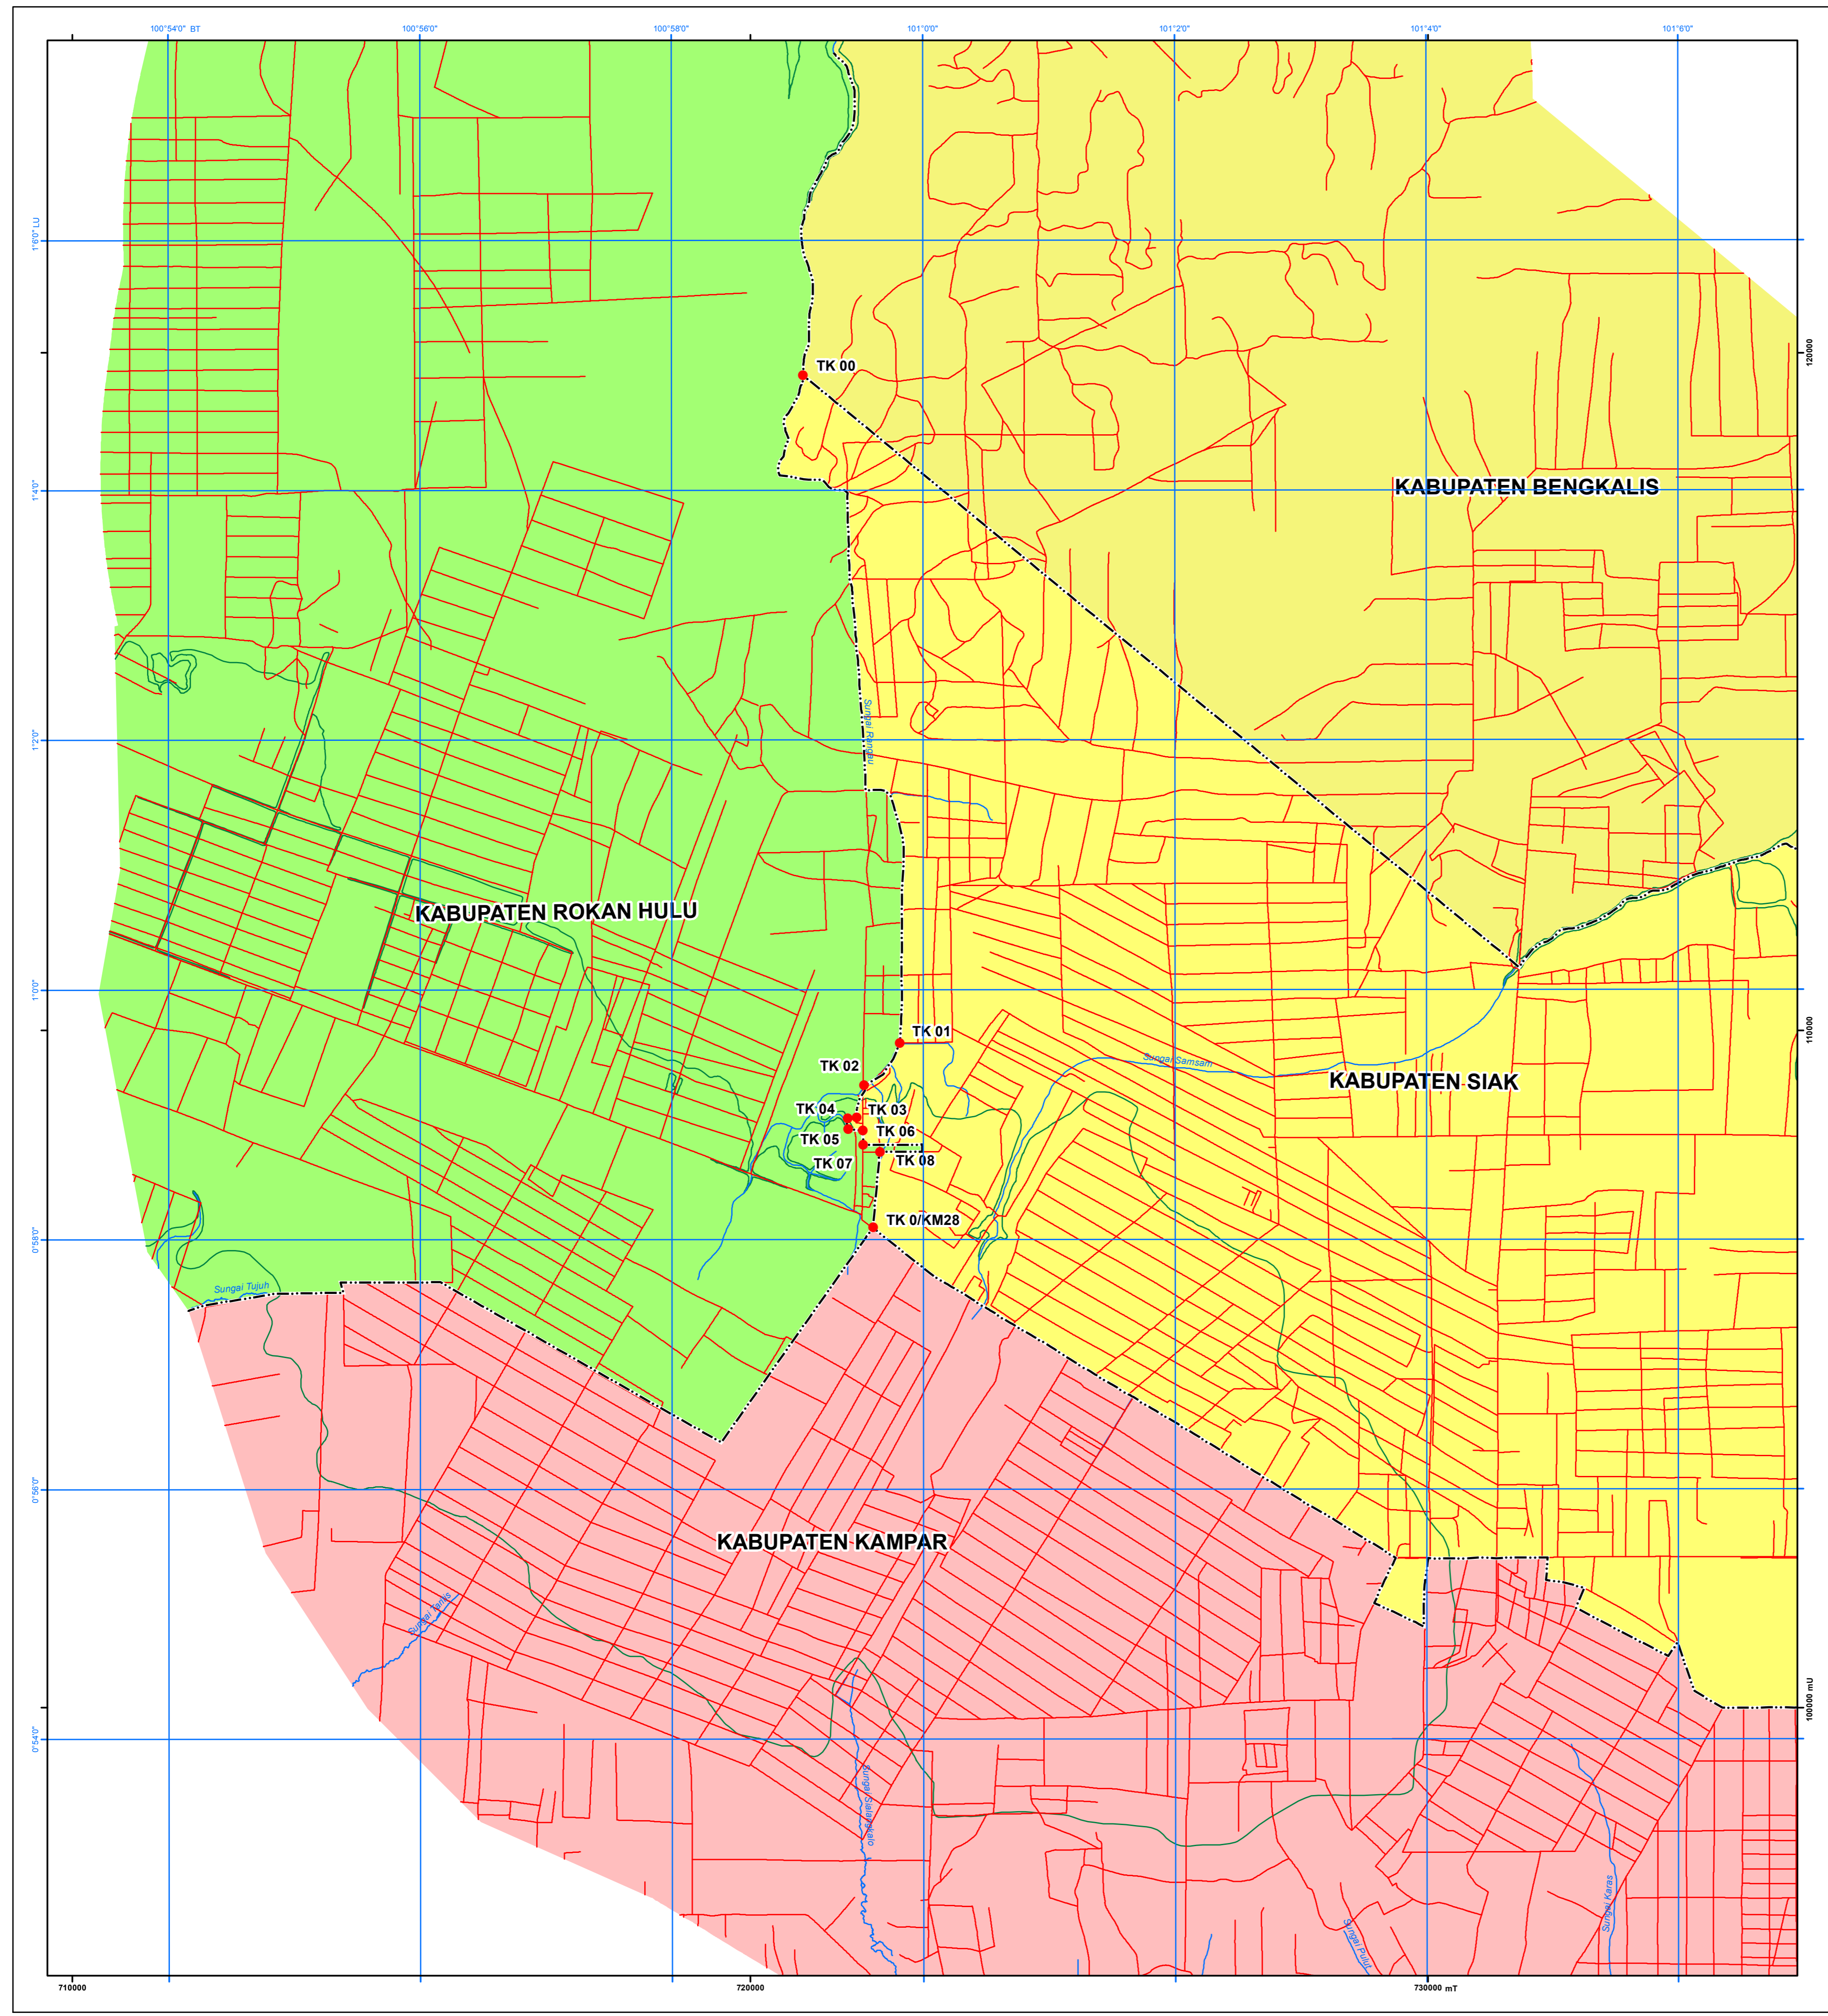 100°54'0" BT
100°56'0"
100°58'0"
101°0'0"
101°2'0"
101°4'0"
101°6'0"
1°6'0" LU
120000
TK 00
1°4'0"
KABUPATEN BENGKALIS
Sungai Rangau
1°2'0"
KABUPATEN ROKAN HULU
1°0'0"
TK 01
110000
Sungai Samsam
TK 02
KABUPATEN SIAK
TK 04
TK 03
TK 05
TK 06
TK 07
TK 08
TK 0/KM28
0°58'0"
Sungai Tujuh
0°56'0"
KABUPATEN KAMPAR
Sungai Tanis
100000 mU
0°54'0"
Sungai Sialangkalo
Sungai Karas
Sungai Pulut
710000
720000
730000 mT